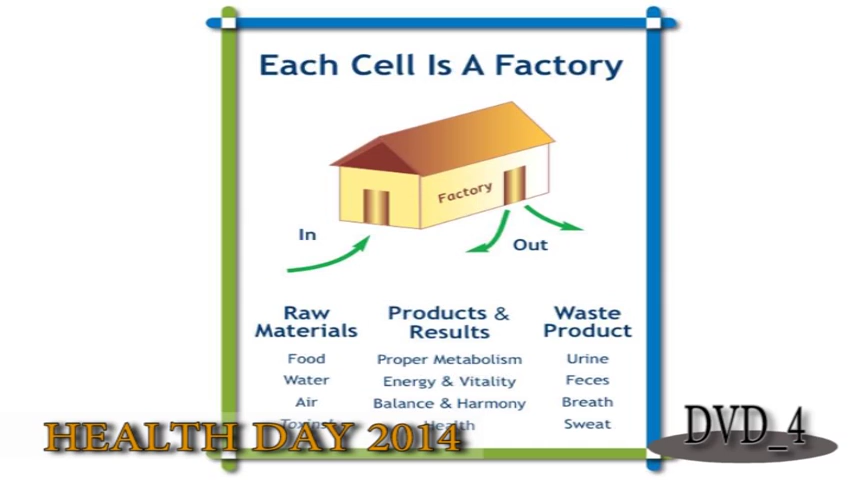 Each Cell Is A Factory
Factory
In
Out
Raw
Materials
Products &
Results
Waste
Product
Food
Proper Metabolism
Urine
Water
Energy & Vitality
Feces
Air
Balance & Harmony
Breath
Health
Sweat
HEALTH DAY 2014
DVD_4